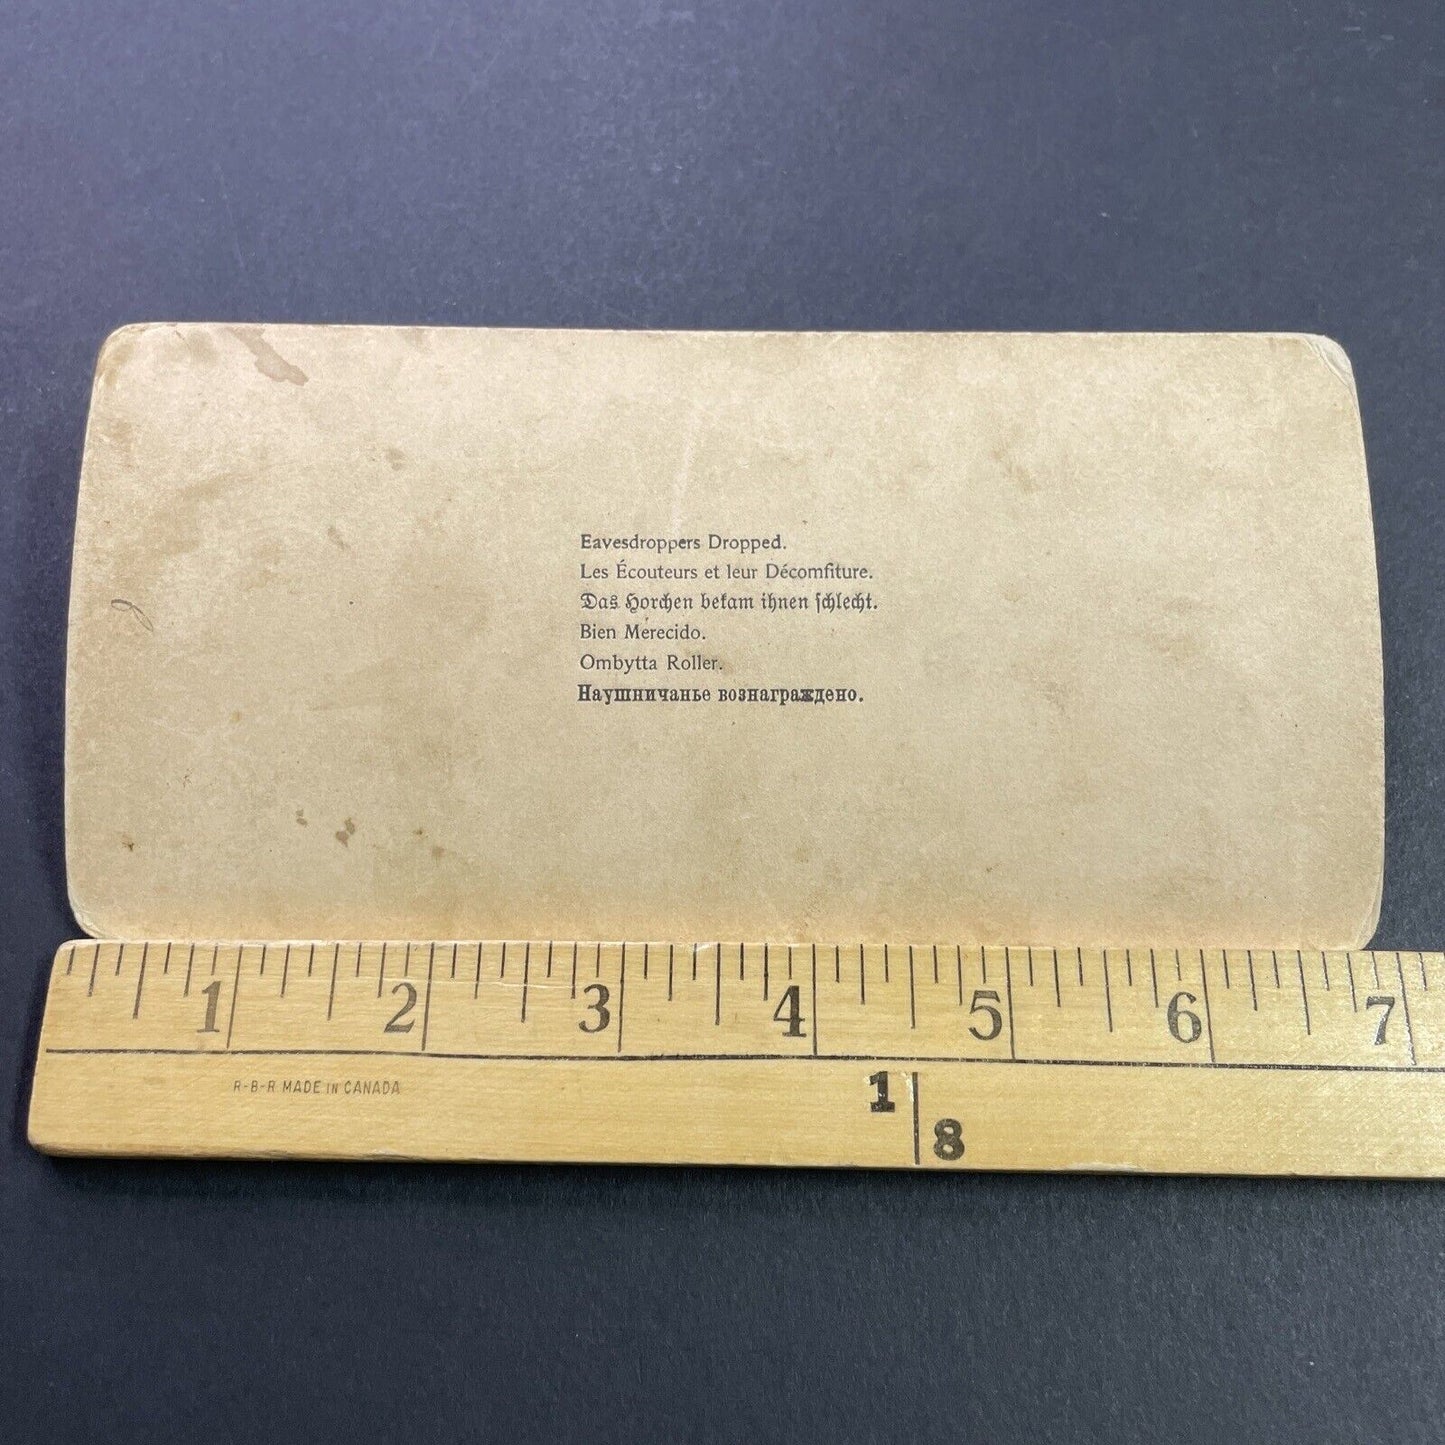 Eavesdroppers Dropped.
Les Écouteurs et leur Décomfiture.
Das Horchen bekam ihnen schlecht.
Bien Merecido.
Ombytta Roller.
Наушничанье вознаграждено.
1 2 3 4 5 6 7
R-B-R MADE IN CANADA
1
8